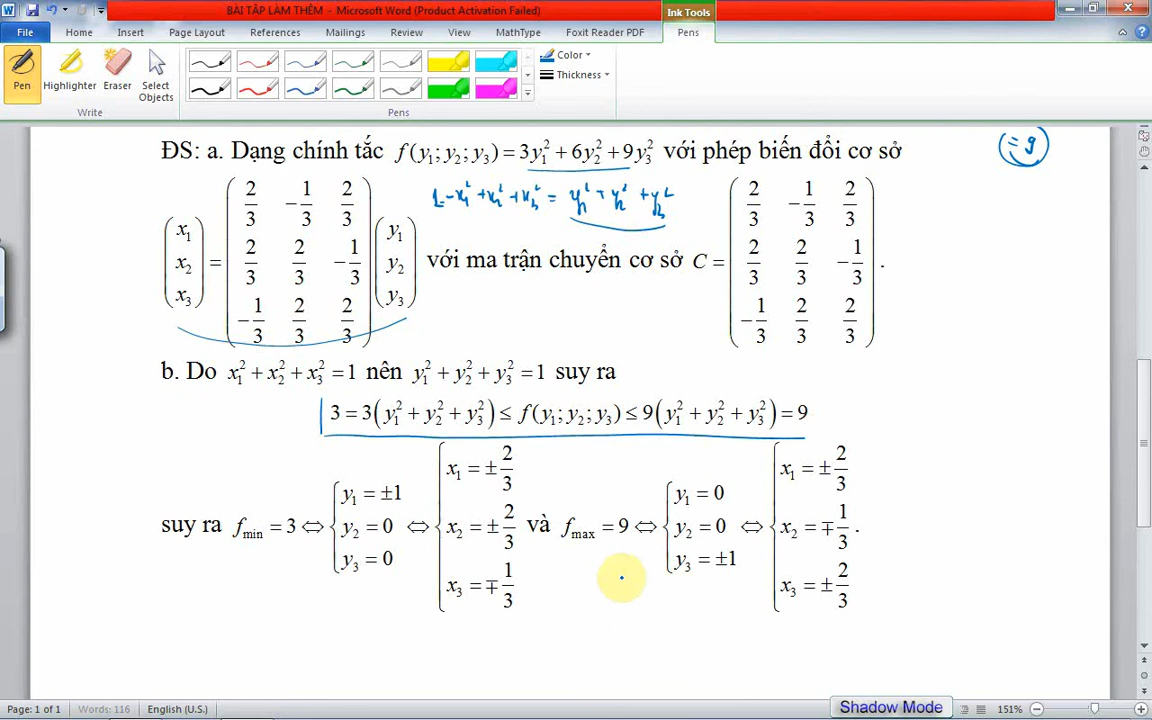 BÀI TẬP LÀM THÊM - Microsoft Word (Product Activation Failed)
Ink Tools
File Home Insert Page Layout References Mailings Review View MathType Foxit Reader PDF Pens
Pen Highlighter Eraser Select Objects
Color
Thickness
Write Pens
(= 9)
ĐS: a. Dạng chính tắc f(y₁; y₂; y₃) = 3y₁² + 6y₂² + 9y₃² với phép biến đổi cơ sở
(x₁ x₂ x₃) = (2/3 −1/3 2/3; 2/3 2/3 −1/3; −1/3 2/3 2/3) (y₁ y₂ y₃) với ma trận chuyển cơ sở C = (2/3 −1/3 2/3; 2/3 2/3 −1/3; −1/3 2/3 2/3).
b. Do x₁² + x₂² + x₃² = 1 nên y₁² + y₂² + y₃² = 1 suy ra
3 = 3(y₁² + y₂² + y₃²) ≤ f(y₁; y₂; y₃) ≤ 9(y₁² + y₂² + y₃²) = 9
suy ra f_min = 3 ⇔ { y₁ = ±1 y₂ = 0 y₃ = 0 ⇔ { x₁ = ±2/3 x₂ = ±2/3 x₃ = ∓1/3 và f_max = 9 ⇔ { y₁ = 0 y₂ = 0 y₃ = ±1 ⇔ { x₁ = ±2/3 x₂ = ∓1/3 x₃ = ±2/3 .
Page: 1 of 1 Words: 116 English (U.S.) Shadow Mode 151%